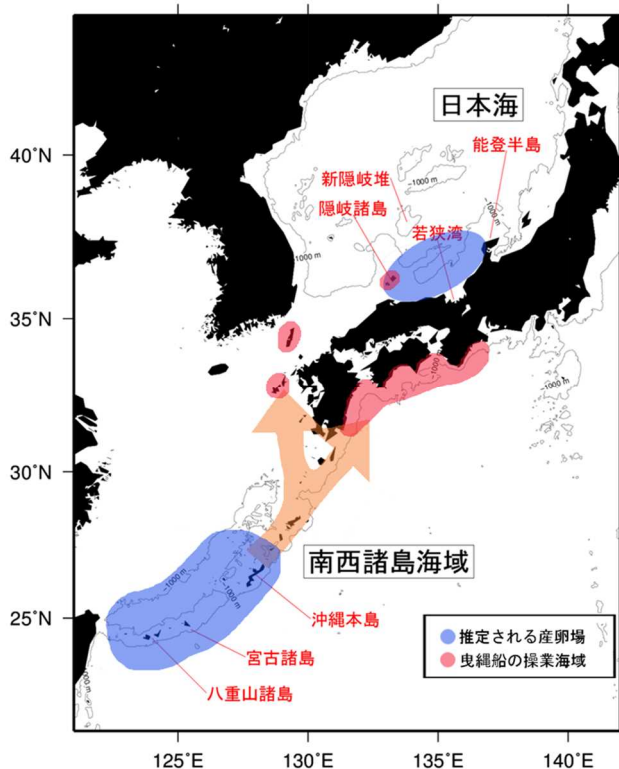 日本海
能登半島
40˚N
新隠岐堆
隠岐諸島
若狭湾
-1000 m
-1000 m
-1000 m
35˚N
-1000 m
-1000 m
30˚N
南西諸島海域
-1000 m
沖縄本島
25˚N
宮古諸島
八重山諸島
-1000 m
-1000 m
推定される産卵場
曳縄船の操業海域
125˚E
130˚E
135˚E
140˚E